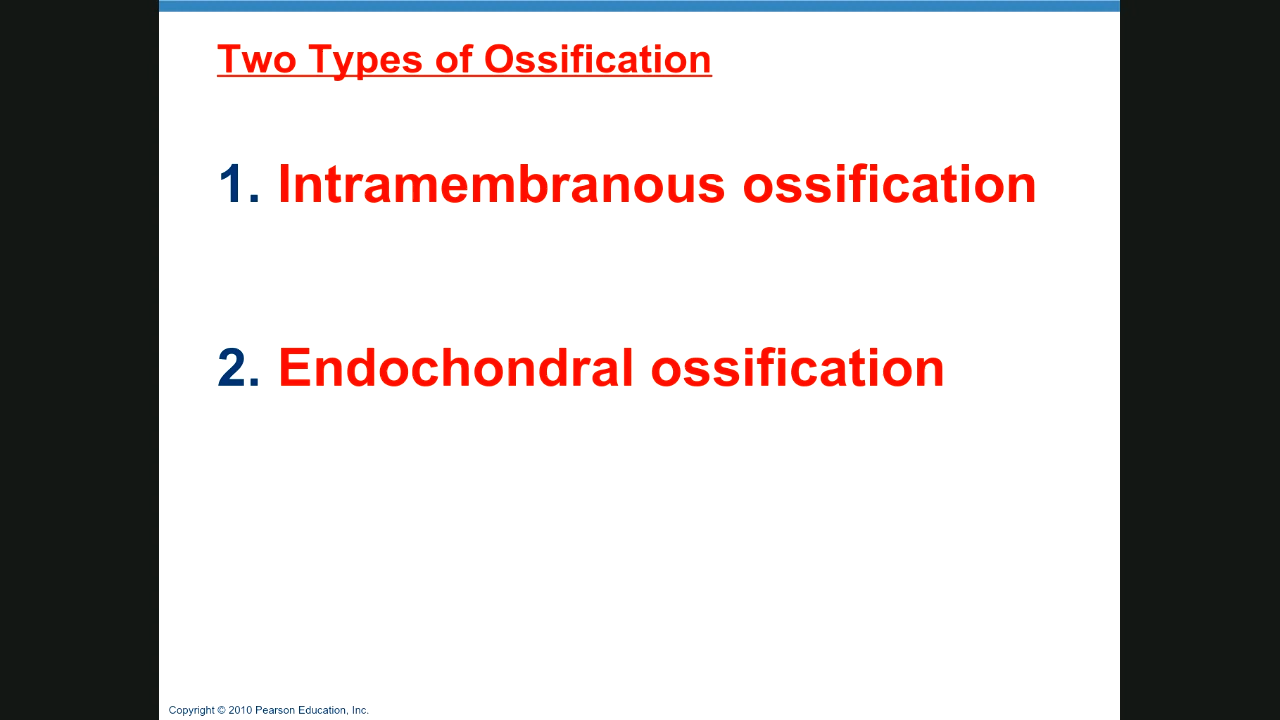 Two Types of Ossification
1. Intramembranous ossification
2. Endochondral ossification
Copyright © 2010 Pearson Education, Inc.